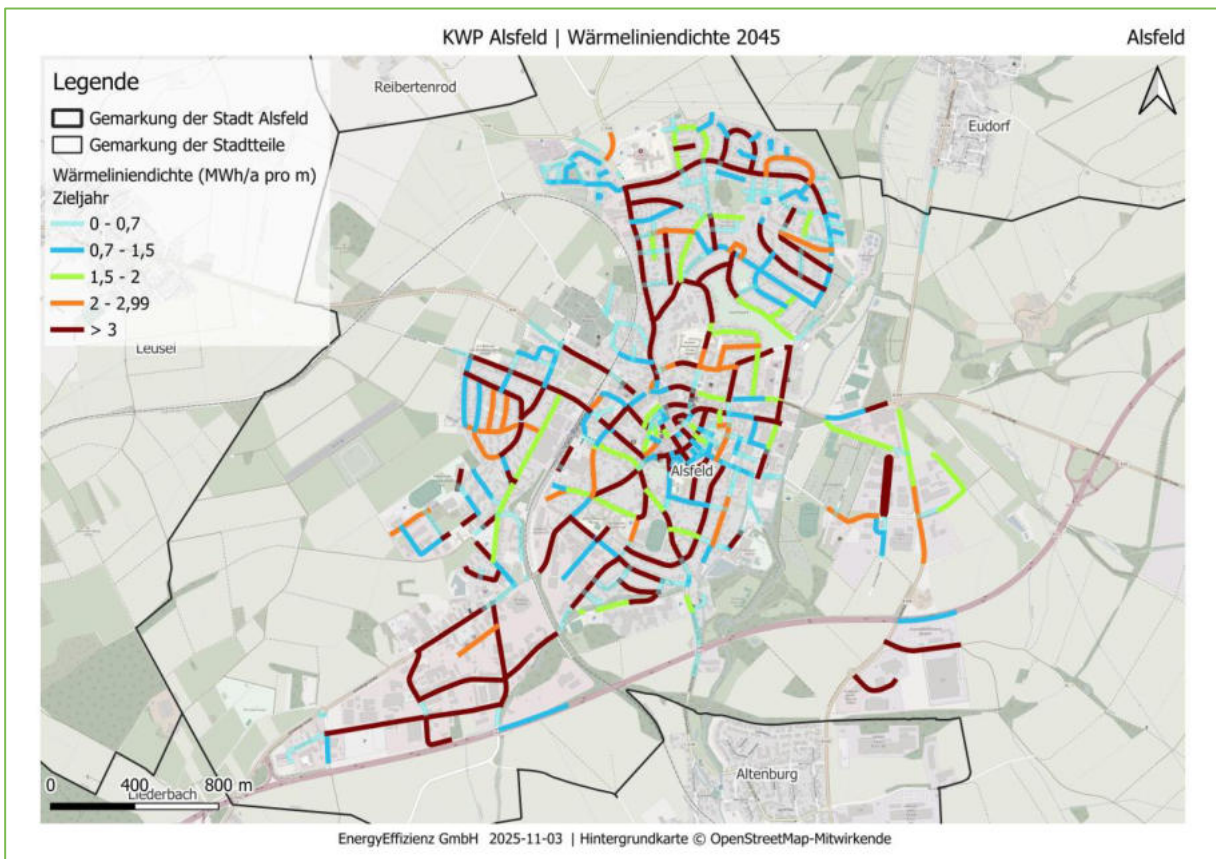 KWP Alsfeld | Wärmeliniendichte 2045
Alsfeld
Legende
Gemarkung der Stadt Alsfeld
Gemarkung der Stadtteile
Wärmeliniendichte (MWh/a pro m)
Zieljahr
0 - 0,7
0,7 - 1,5
1,5 - 2
2 - 2,99
> 3
Reibertenrod
Eudorf
Leusel
Alsfeld
Altenburg
0 400 800 m
Liederbach
EnergyEffizienz GmbH 2025-11-03 | Hintergrundkarte © OpenStreetMap-Mitwirkende